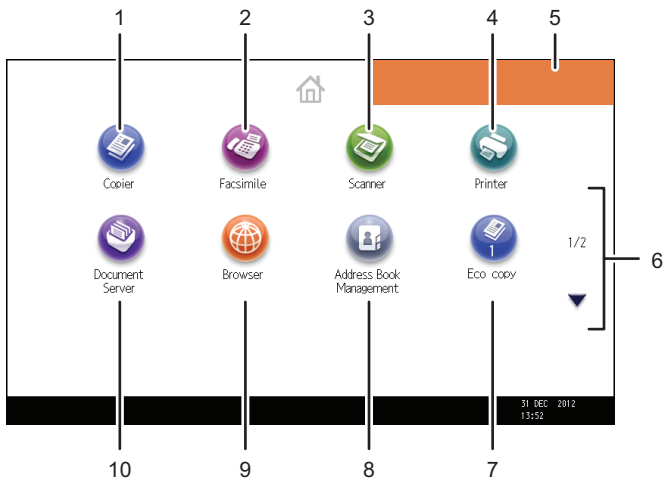 1 2 3 4 5
Copier Facsimile Scanner Printer
1/2
6
1
Document Server Browser Address Book Management Eco copy
31 DEC 2012
13:52
10 9 8 7